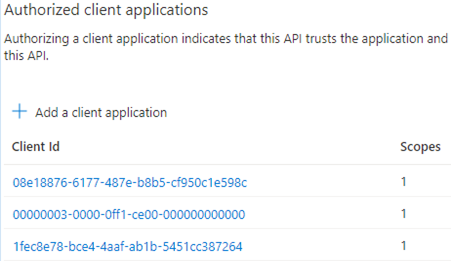 Authorized client applications
Authorizing a client application indicates that this API trusts the application and
this API.
+ Add a client application
Client Id Scopes
08e18876-6177-487e-b8b5-cf950c1e598c 1
00000003-0000-0ff1-ce00-000000000000 1
1fec8e78-bce4-4aaf-ab1b-5451cc387264 1